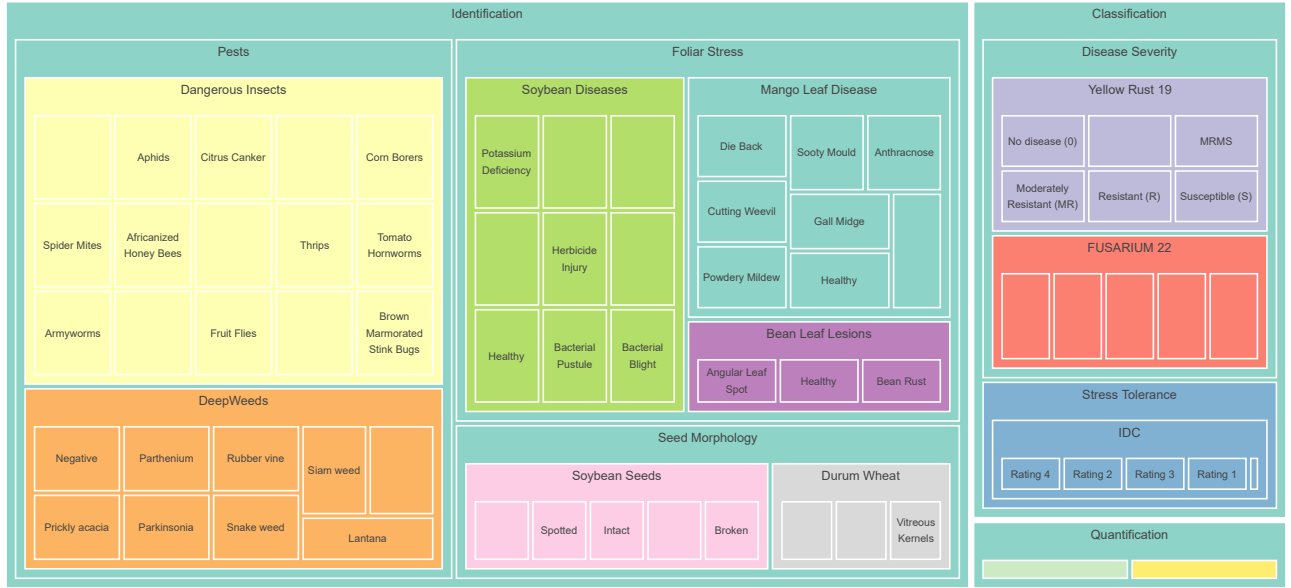 Identification
Pests
Dangerous Insects
Aphids
Citrus Canker
Corn Borers
Spider Mites
Africanized
Honey Bees
Thrips
Tomato
Hornworms
Armyworms
Fruit Flies
Brown
Marmorated
Stink Bugs
DeepWeeds
Negative
Parthenium
Rubber vine
Siam weed
Prickly acacia
Parkinsonia
Snake weed
Lantana
Foliar Stress
Soybean Diseases
Potassium
Deficiency
Herbicide
Injury
Healthy
Bacterial
Pustule
Bacterial
Blight
Mango Leaf Disease
Die Back
Sooty Mould
Anthracnose
Cutting Weevil
Gall Midge
Powdery Mildew
Healthy
Bean Leaf Lesions
Angular Leaf
Spot
Healthy
Bean Rust
Seed Morphology
Soybean Seeds
Spotted
Intact
Broken
Durum Wheat
Vitreous
Kernels
Classification
Disease Severity
Yellow Rust 19
No disease (0)
MRMS
Moderately
Resistant (MR)
Resistant (R)
Susceptible (S)
FUSARIUM 22
Stress Tolerance
IDC
Rating 4
Rating 2
Rating 3
Rating 1
Quantification